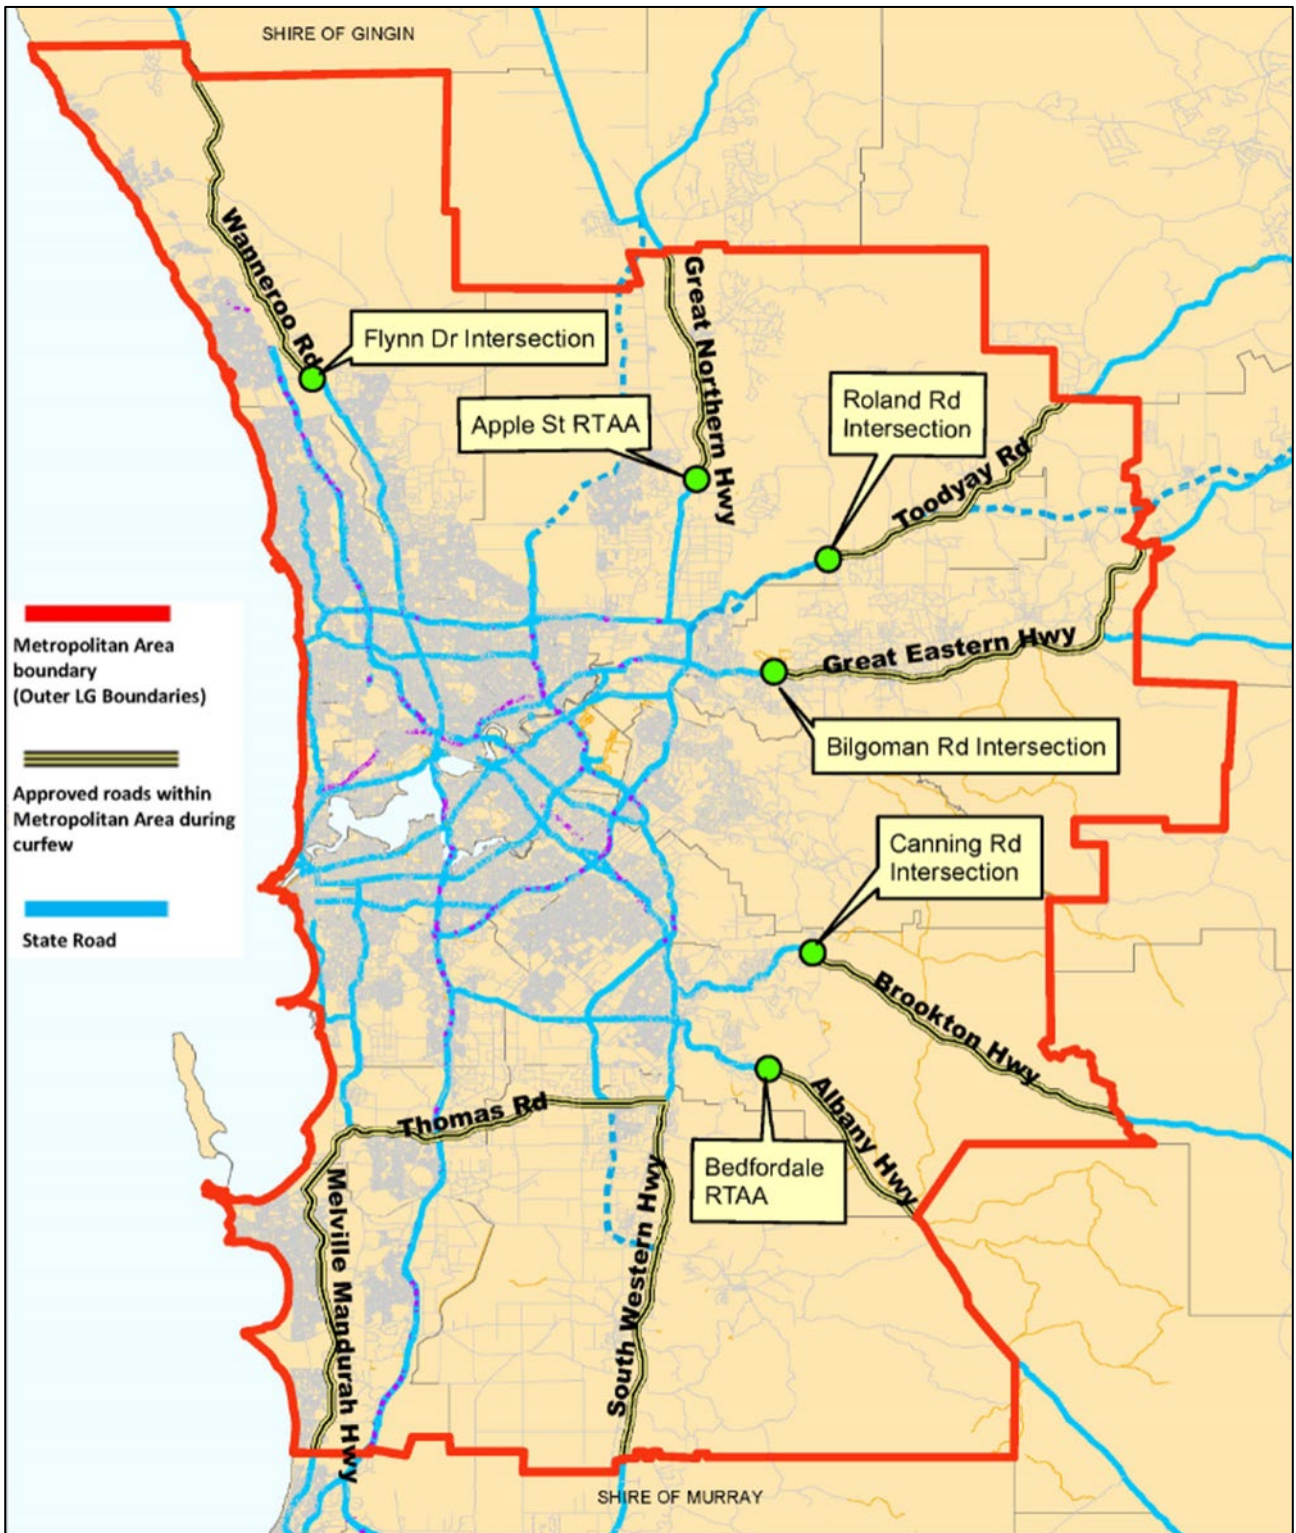 SHIRE OF GINGIN
Wanneroo Rd
Great Northern Hwy
Flynn Dr Intersection
Apple St RTAA
Roland Rd
Intersection
Toodyay Rd
Metropolitan Area
boundary
(Outer LG Boundaries)
Great Eastern Hwy
Bilgoman Rd Intersection
Approved roads within
Metropolitan Area during
curfew
Canning Rd
Intersection
State Road
Brookton Hwy
Thomas Rd
Albany Hwy
Bedfordale
RTAA
Melville Mandurah Hwy
South Western Hwy
SHIRE OF MURRAY